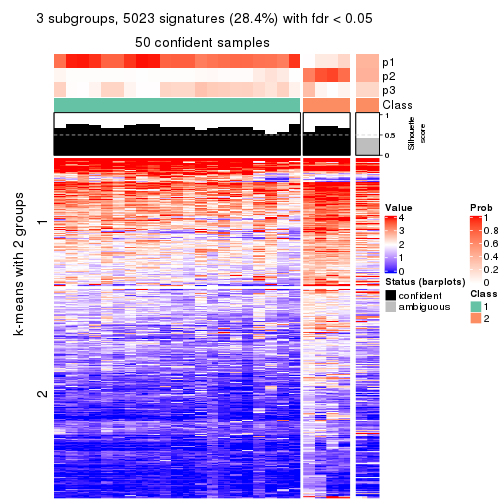 3 subgroups, 5023 signatures (28.4%) with fdr < 0.05
50 confident samples
p1
p2
p3
Class
1
0.5
0
Silhouette
score
k-means with 2 groups
1
2
Value
4
3
2
1
0
Status (barplots)
confident
ambiguous
Prob
1
0.8
0.6
0.4
0.2
0
Class
1
2